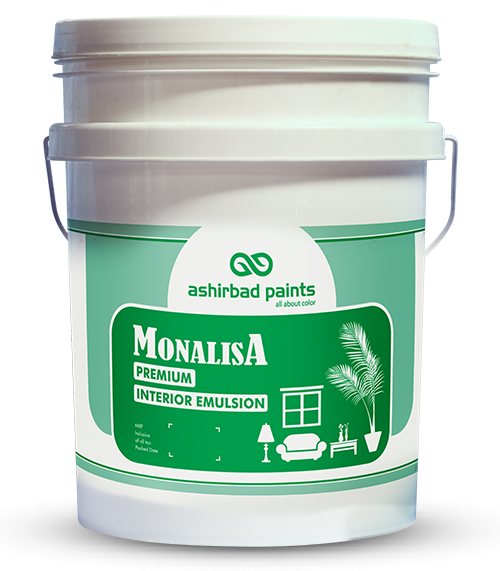 ashirbad paints
all about color
MONALISA
PREMIUM
INTERIOR EMULSION
MRP
Inclusive
of all tax
Packed Date